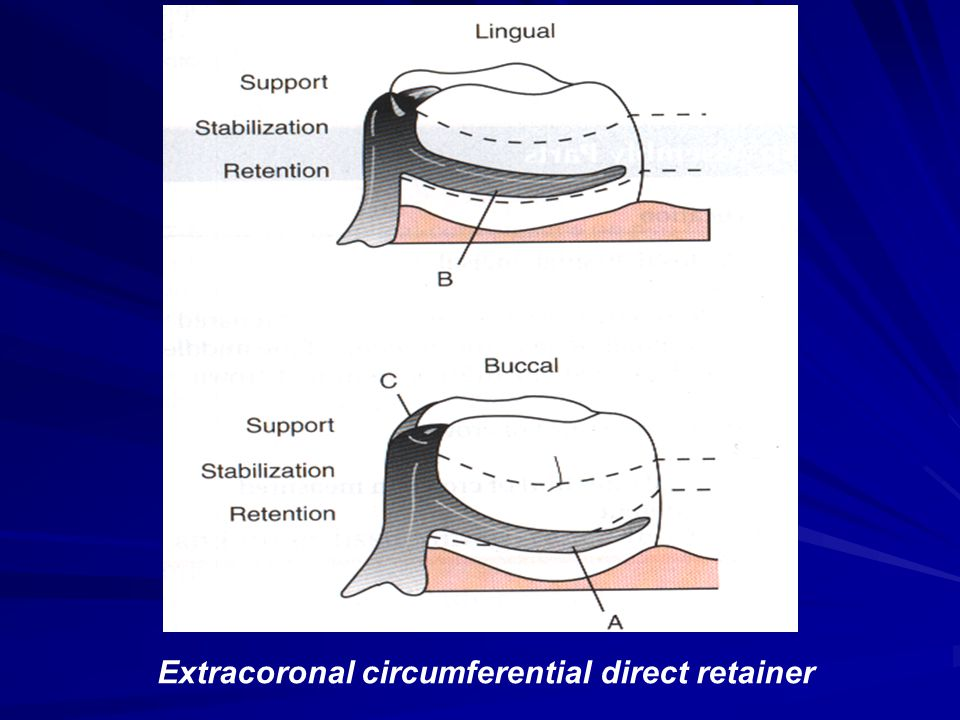 Lingual
Support
Stabilization
Retention
B
Buccal
C
Support
Stabilization
Retention
A
Extracoronal circumferential direct retainer